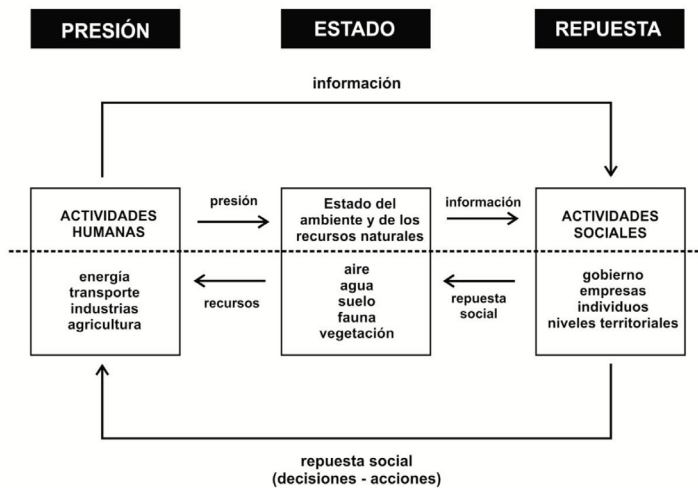 PRESIÓN
ESTADO
REPUESTA
información
ACTIVIDADES
HUMANAS
energía
transporte
industrias
agricultura
presión
recursos
Estado del
ambiente y de los
recursos naturales
aire
agua
suelo
fauna
vegetación
información
repuesta
social
ACTIVIDADES
SOCIALES
gobierno
empresas
individuos
niveles territoriales
repuesta social
(decisiones - acciones)